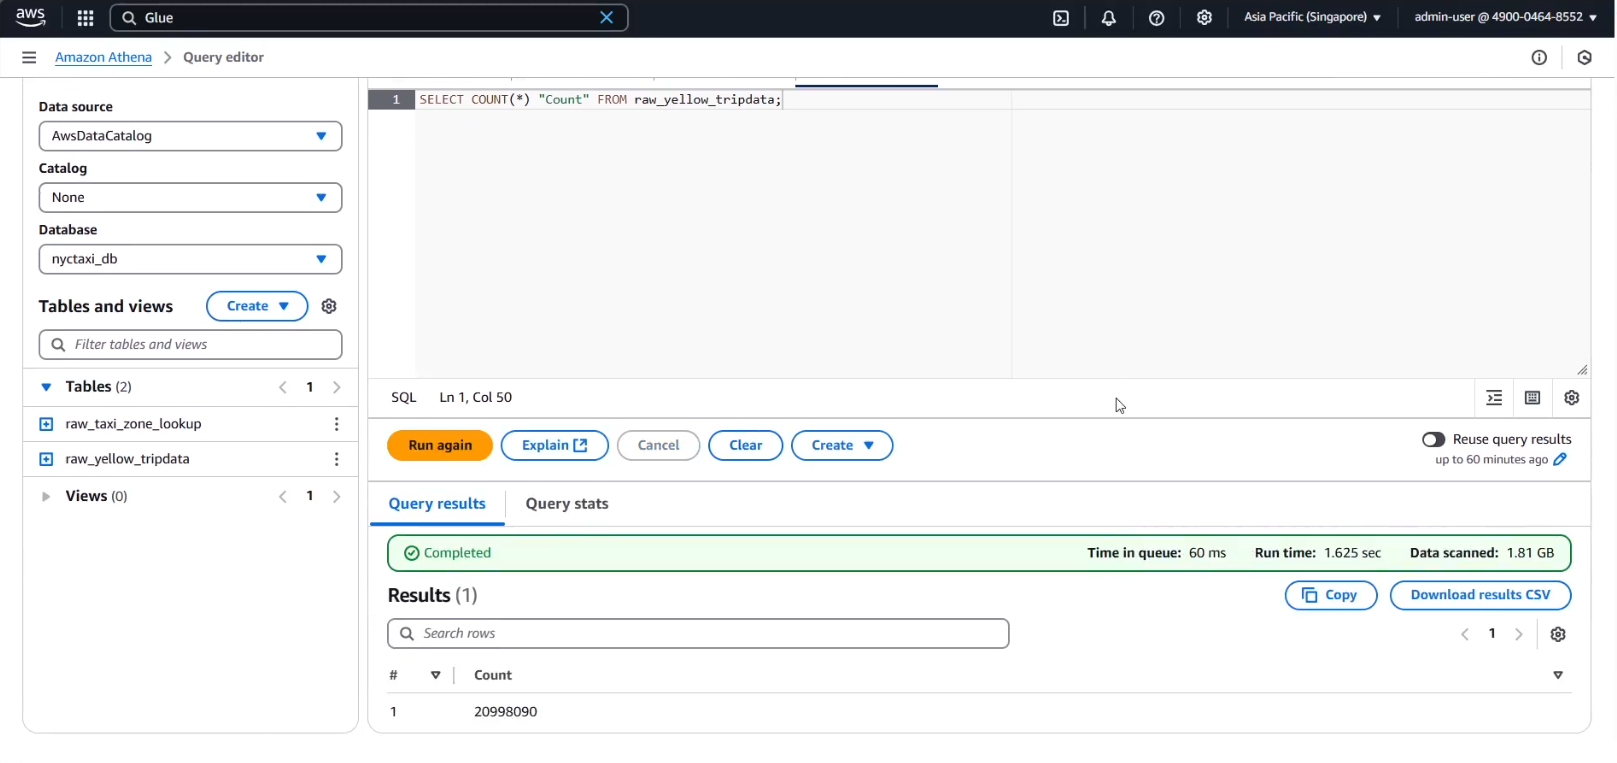 aws
Glue
Asia Pacific (Singapore)
admin-user @ 4900-0464-8552
Amazon Athena
Query editor
Data source
AwsDataCatalog
Catalog
None
Database
nyctaxi_db
Tables and views
Create
Filter tables and views
Tables (2)
1
raw_taxi_zone_lookup
raw_yellow_tripdata
Views (0)
1
1 SELECT COUNT(*) "Count" FROM raw_yellow_tripdata;
SQL Ln 1, Col 50
Run again
Explain
Cancel
Clear
Create
Reuse query results
up to 60 minutes ago
Query results
Query stats
Completed
Time in queue: 60 ms
Run time: 1.625 sec
Data scanned: 1.81 GB
Results (1)
Copy
Download results CSV
Search rows
1
# Count
1 20998090